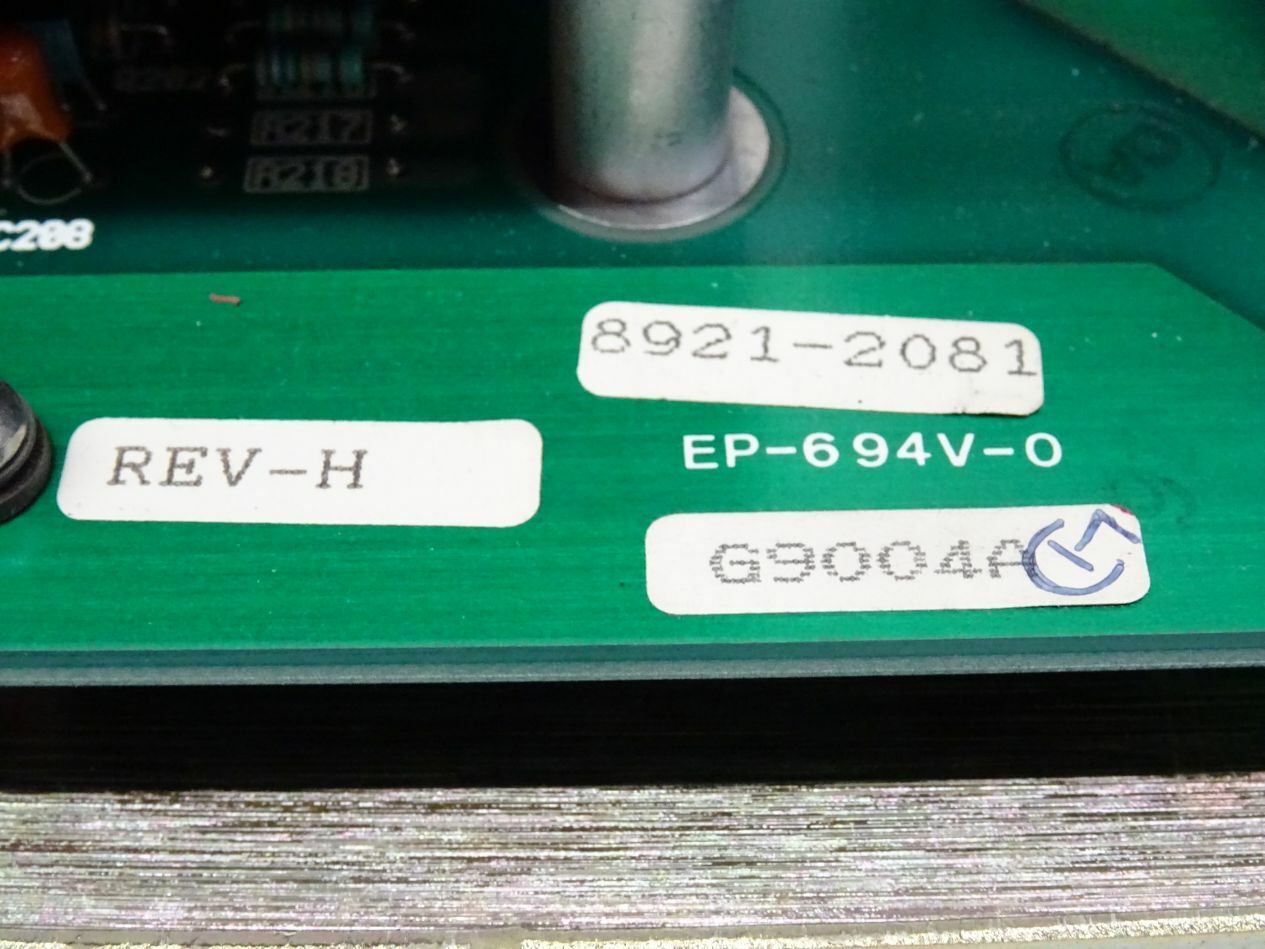 R217
R218
C208
8921-2081
REV-H
EP-694V-0
G9004A